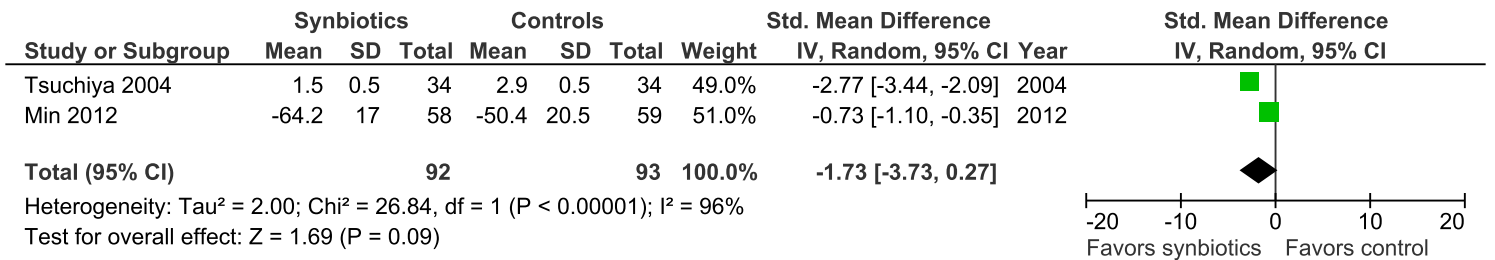 Synbiotics Controls Std. Mean Difference Std. Mean Difference
Study or Subgroup Mean SD Total Mean SD Total Weight IV, Random, 95% CI Year IV, Random, 95% CI
Tsuchiya 2004 1.5 0.5 34 2.9 0.5 34 49.0% -2.77 [-3.44, -2.09] 2004
Min 2012 -64.2 17 58 -50.4 20.5 59 51.0% -0.73 [-1.10, -0.35] 2012
Total (95% CI) 92 93 100.0% -1.73 [-3.73, 0.27]
Heterogeneity: Tau² = 2.00; Chi² = 26.84, df = 1 (P < 0.00001); I² = 96%
Test for overall effect: Z = 1.69 (P = 0.09)
-20 -10 0 10 20
Favors synbiotics Favors control